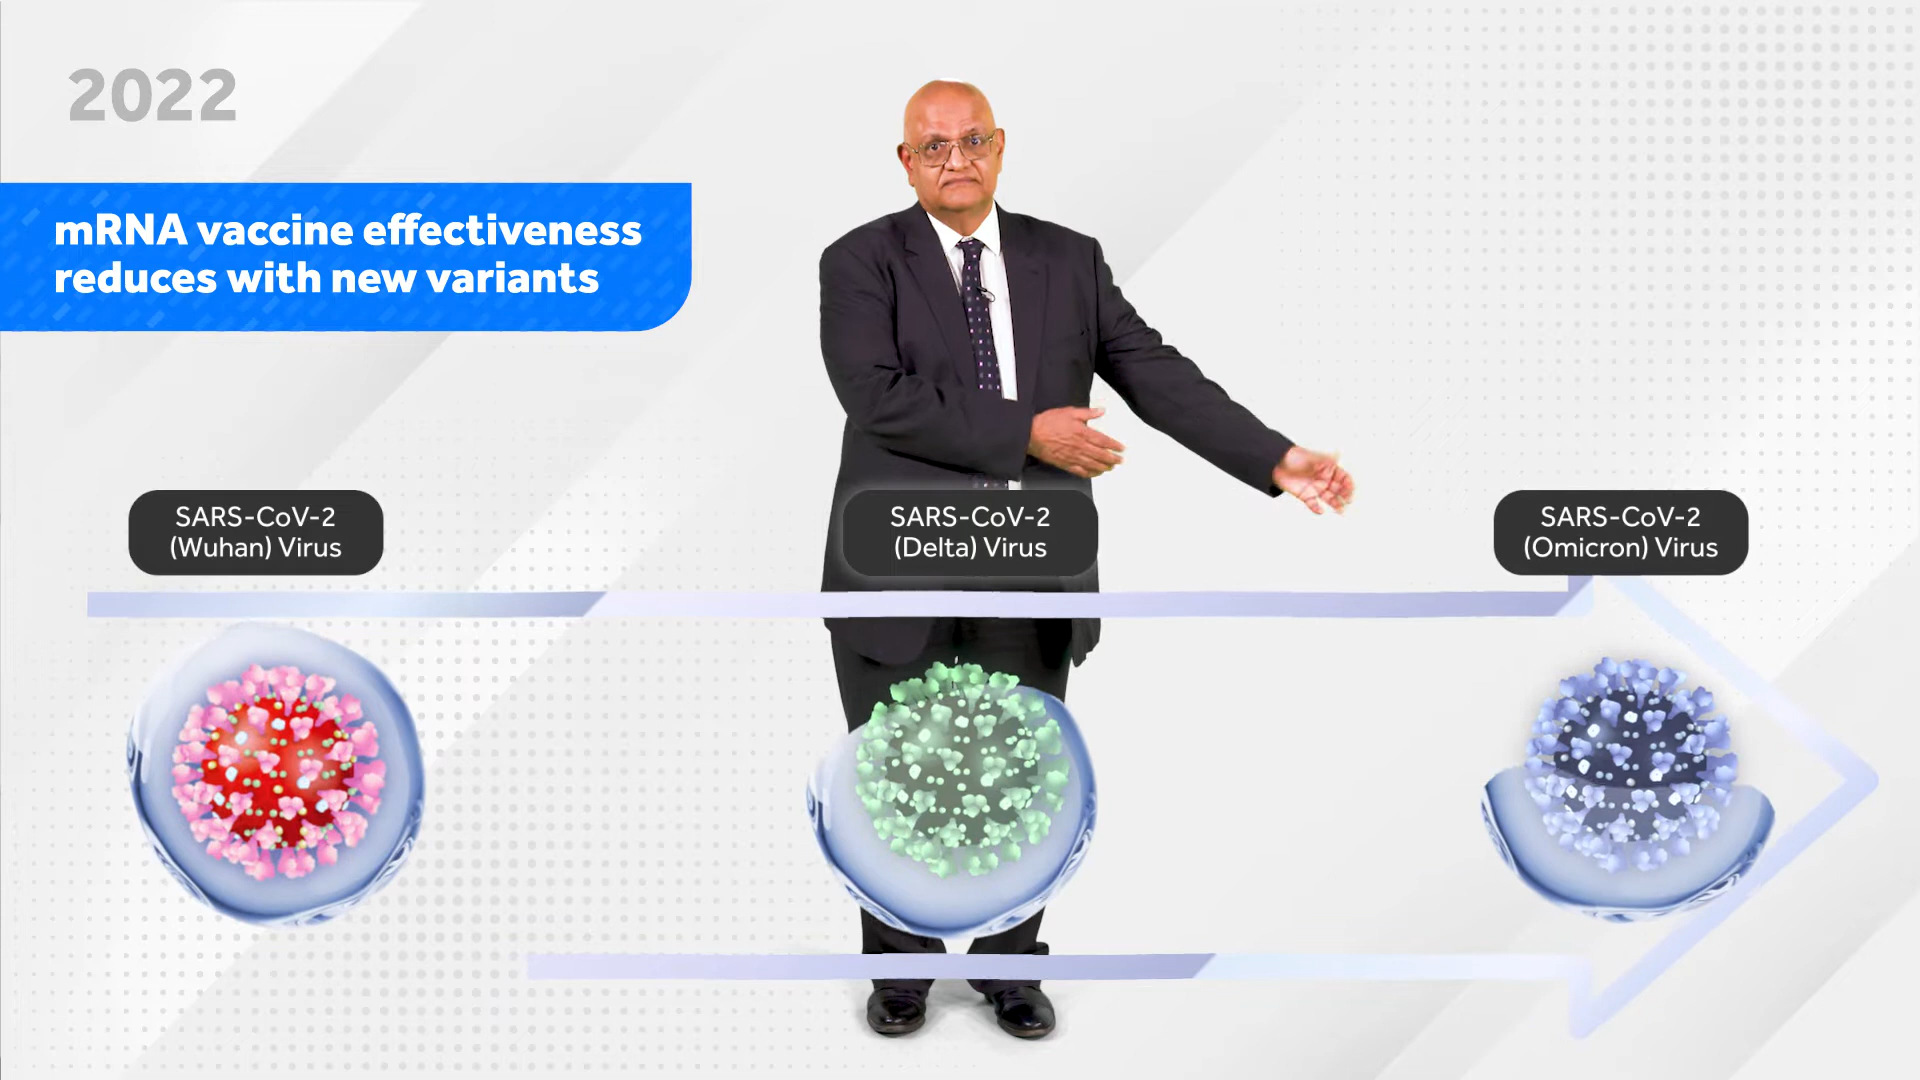 2022
mRNA vaccine effectiveness
reduces with new variants
SARS-CoV-2
(Wuhan) Virus
SARS-CoV-2
(Delta) Virus
SARS-CoV-2
(Omicron) Virus